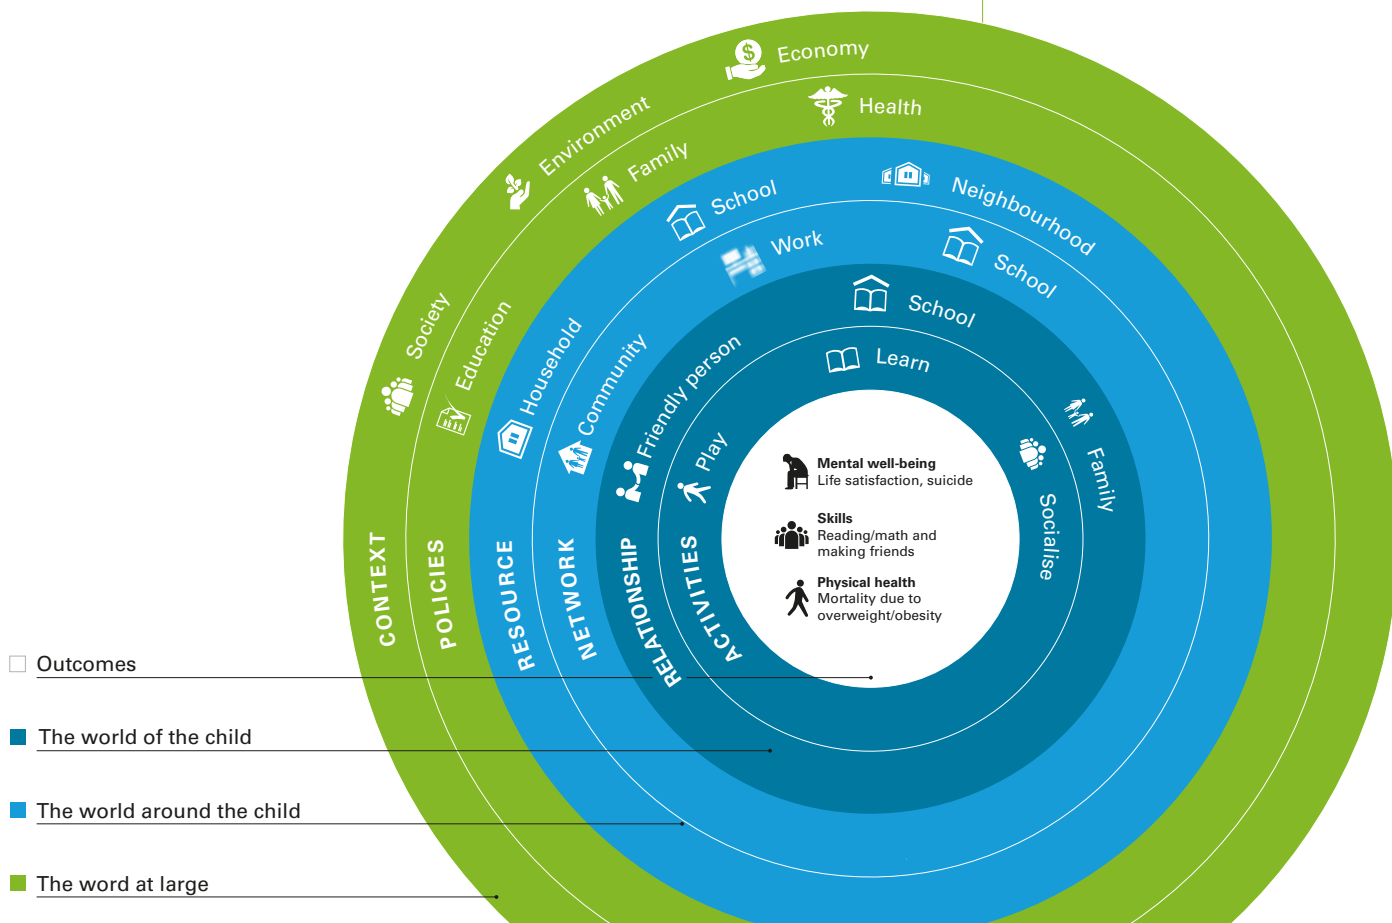 Economy
Health
Environment
Family
Society
Education
School
Neighbourhood
Work
School
Household
Community
School
Friendly person
Family
Learn
Play
Socialise
CONTEXT
POLICIES
RESOURCE
NETWORK
RELATIONSHIP
ACTIVITIES
Mental well-being
Life satisfaction, suicide
Skills
Reading/math and
making friends
Physical health
Mortality due to
overweight/obesity
Outcomes
The world of the child
The world around the child
The word at large